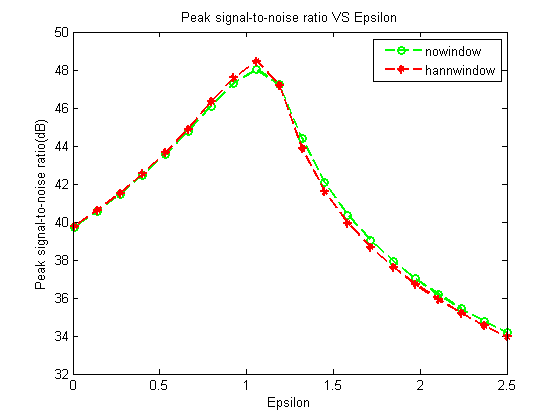 Peak signal-to-noise ratio VS Epsilon
Peak signal-to-noise ratio(dB)
50
48
46
44
42
40
38
36
34
32
nowindow
hannwindow
0 0.5 1 1.5 2 2.5
Epsilon